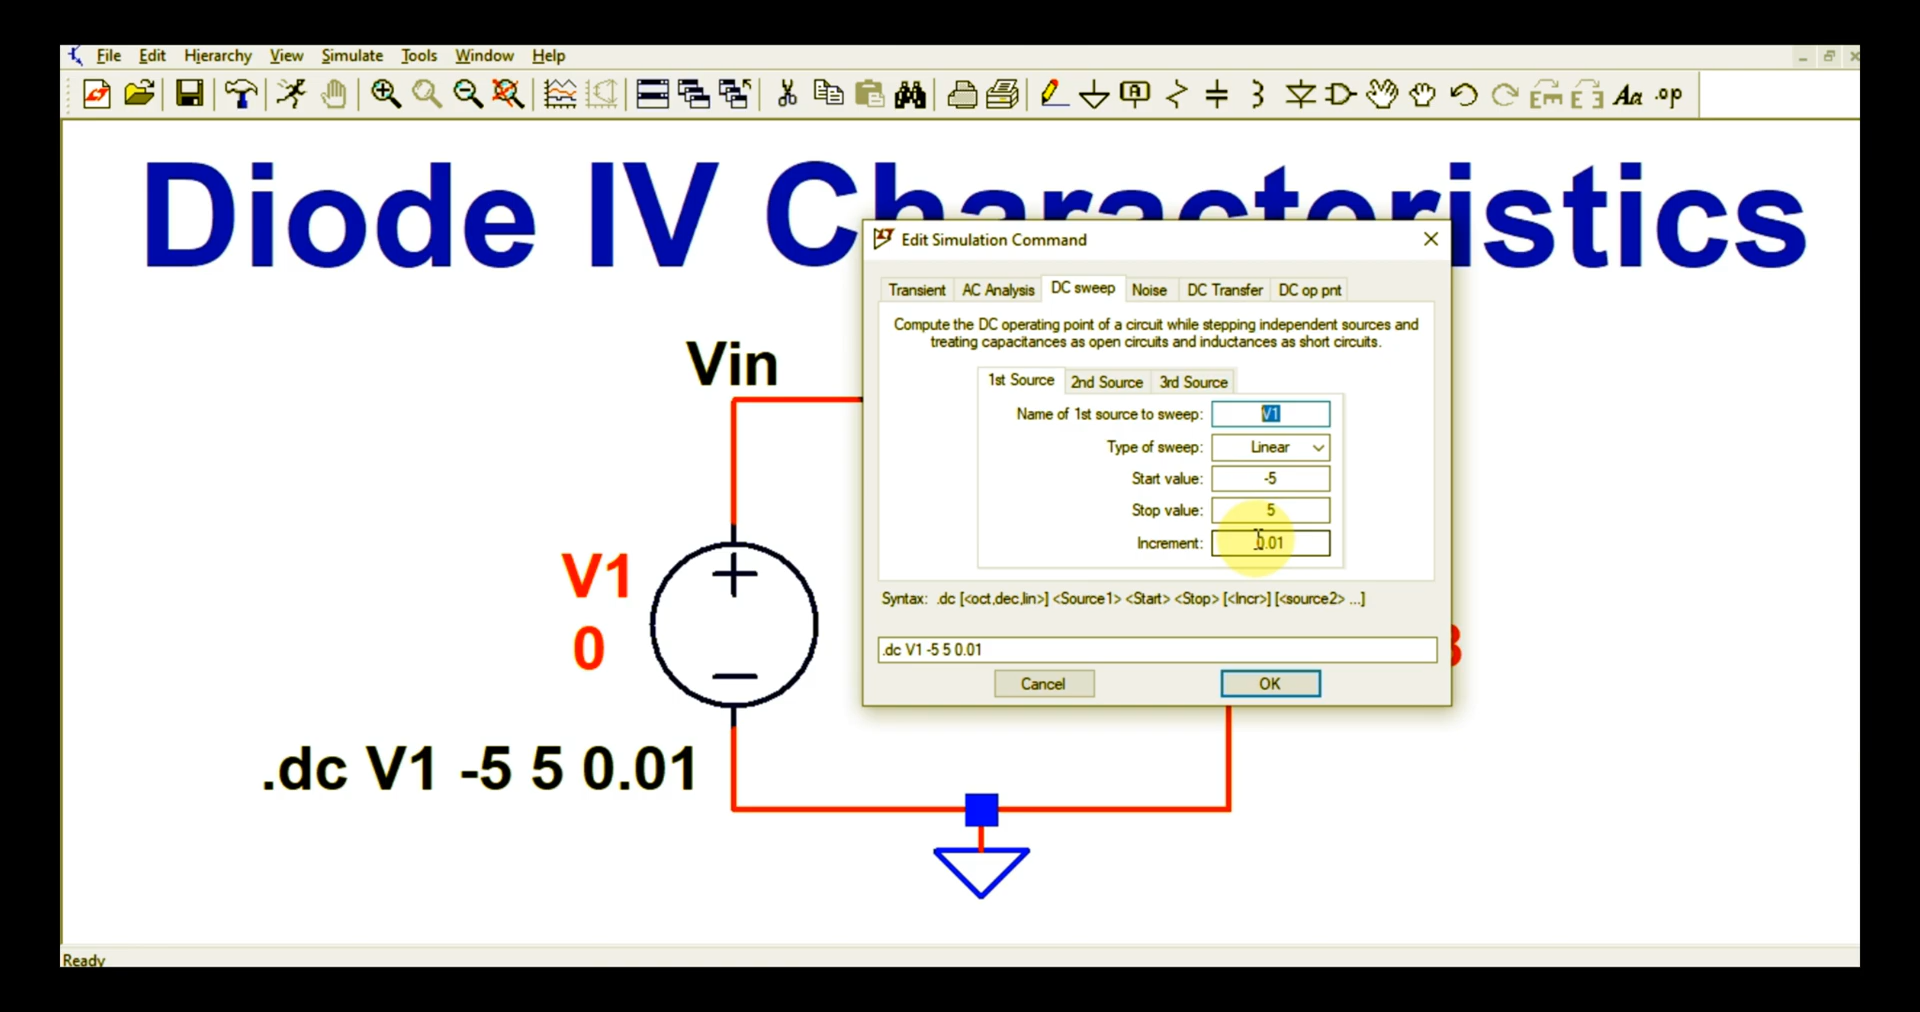 File Edit Hierarchy View Simulate Tools Window Help
Aa .op
Diode IV Characteristics
Edit Simulation Command
Transient AC Analysis DC sweep Noise DC Transfer DC op pnt
Compute the DC operating point of a circuit while stepping independent sources and
treating capacitances as open circuits and inductances as short circuits.
1st Source 2nd Source 3rd Source
Name of 1st source to sweep: V1
Type of sweep: Linear
Start value: -5
Stop value: 5
Increment: 0.01
Syntax: .dc [<oct,dec,lin>] <Source1> <Start> <Stop> [<Incr>] [<source2> ...]
.dc V1 -5 5 0.01
Cancel OK
Vin
+
V1
0
.dc V1 -5 5 0.01
Ready